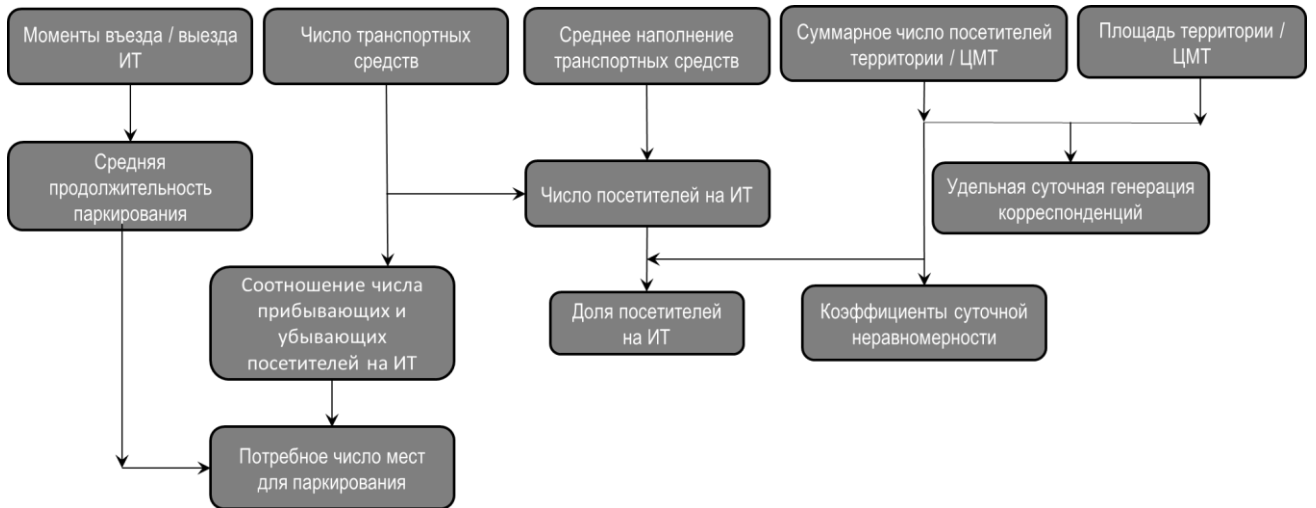 Моменты въезда / выезда
ИТ
Число транспортных
средств
Среднее наполнение
транспортных средств
Суммарное число посетителей
территории / ЦМТ
Площадь территории /
ЦМТ
Средняя
продолжительность
паркирования
Число посетителей на ИТ
Удельная суточная генерация
корреспонденций
Соотношение числа
прибывающих и
убывающих
посетителей на ИТ
Доля посетителей
на ИТ
Коэффициенты суточной
неравномерности
Потребное число мест
для паркирования